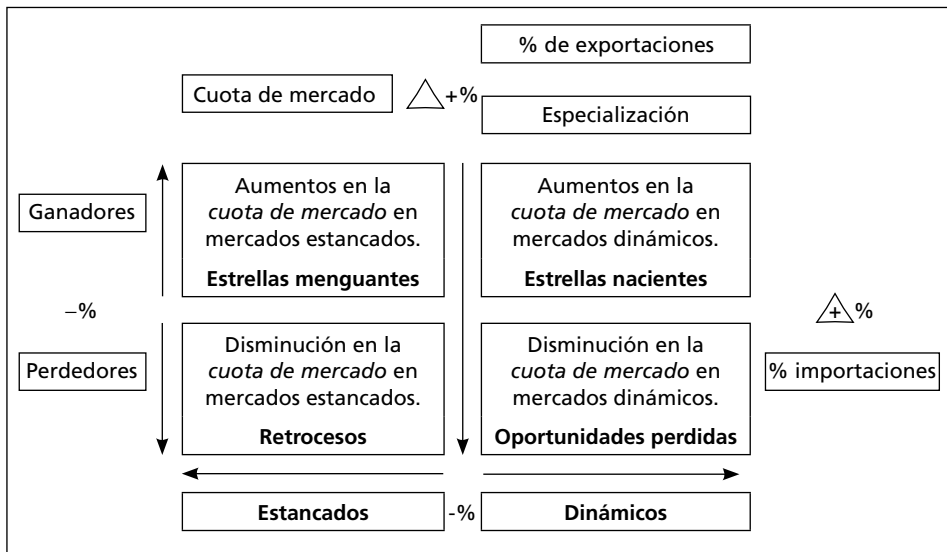 % de exportaciones
Cuota de mercado
+%
Especialización
Ganadores
Aumentos en la
cuota de mercado en
mercados estancados.
Estrellas menguantes
Aumentos en la
cuota de mercado en
mercados dinámicos.
Estrellas nacientes
–%
+ %
Perdedores
Disminución en la
cuota de mercado en
mercados estancados.
Retrocesos
Disminución en la
cuota de mercado en
mercados dinámicos.
Oportunidades perdidas
% importaciones
Estancados
-%
Dinámicos